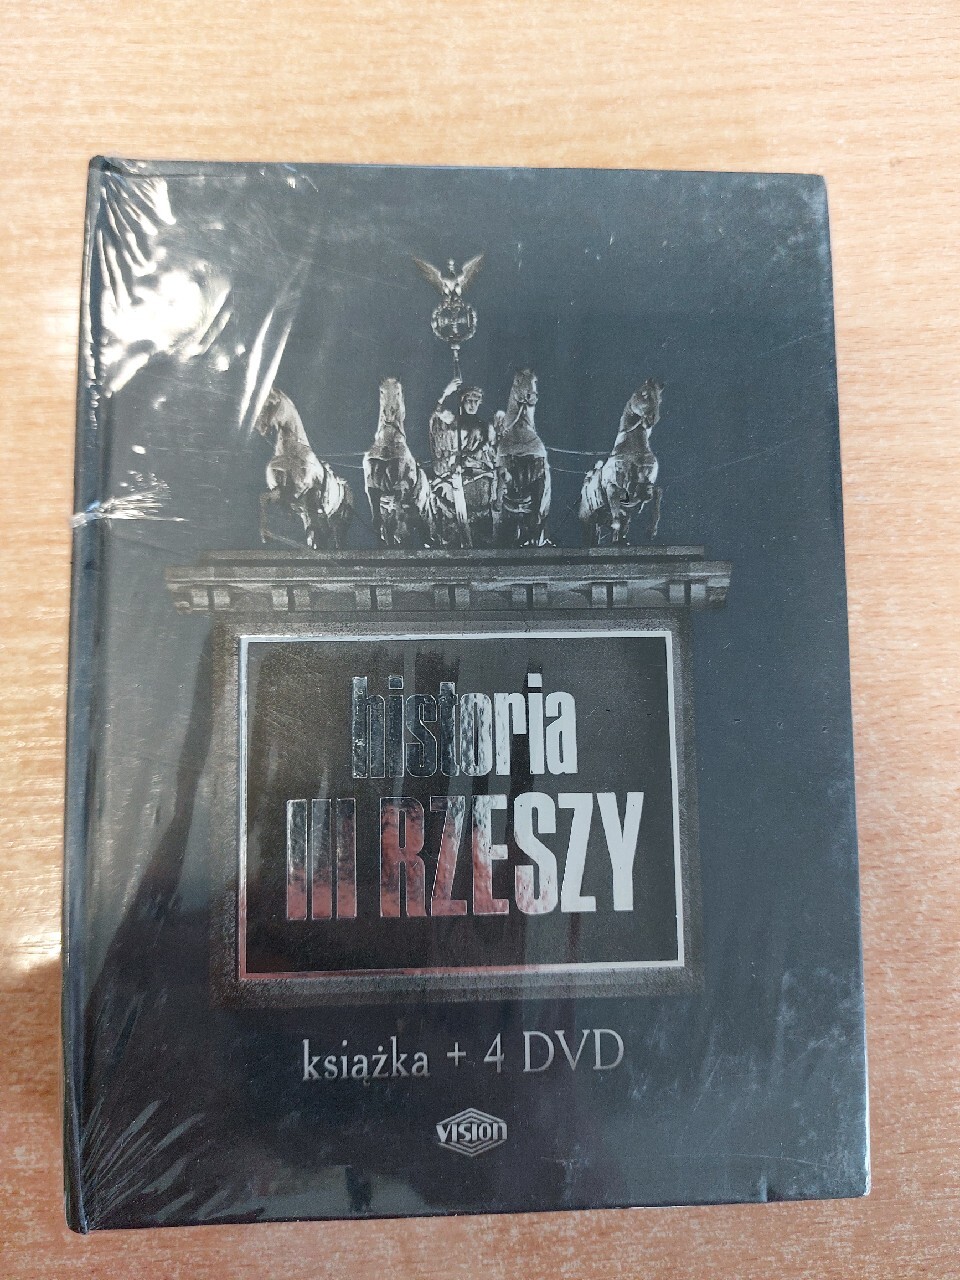 historia
III RZESZY
książka + 4 DVD
VISION